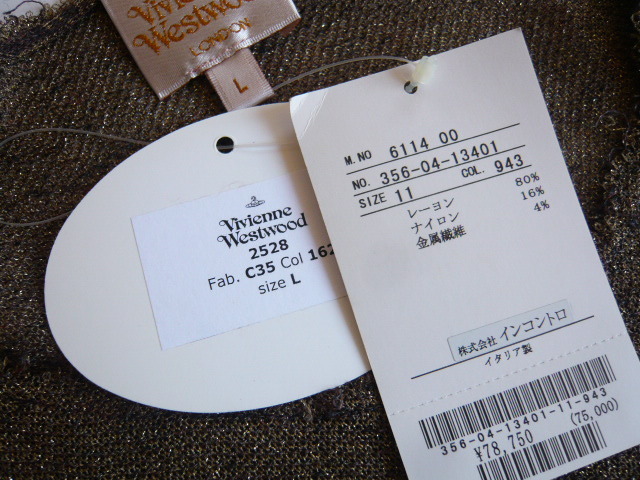 Vivienne
Westwood
LONDON
L
Vivienne
Westwood
2528
Fab. C35 Col 162
size L
M.NO 6114 00
NO. 356-04-13401
SIZE 11 COL. 943
レーヨン 80%
ナイロン 16%
金属繊維 4%
株式会社 インコントロ
イタリア製
356-04-13401-11-943
¥78,750 (75,000)